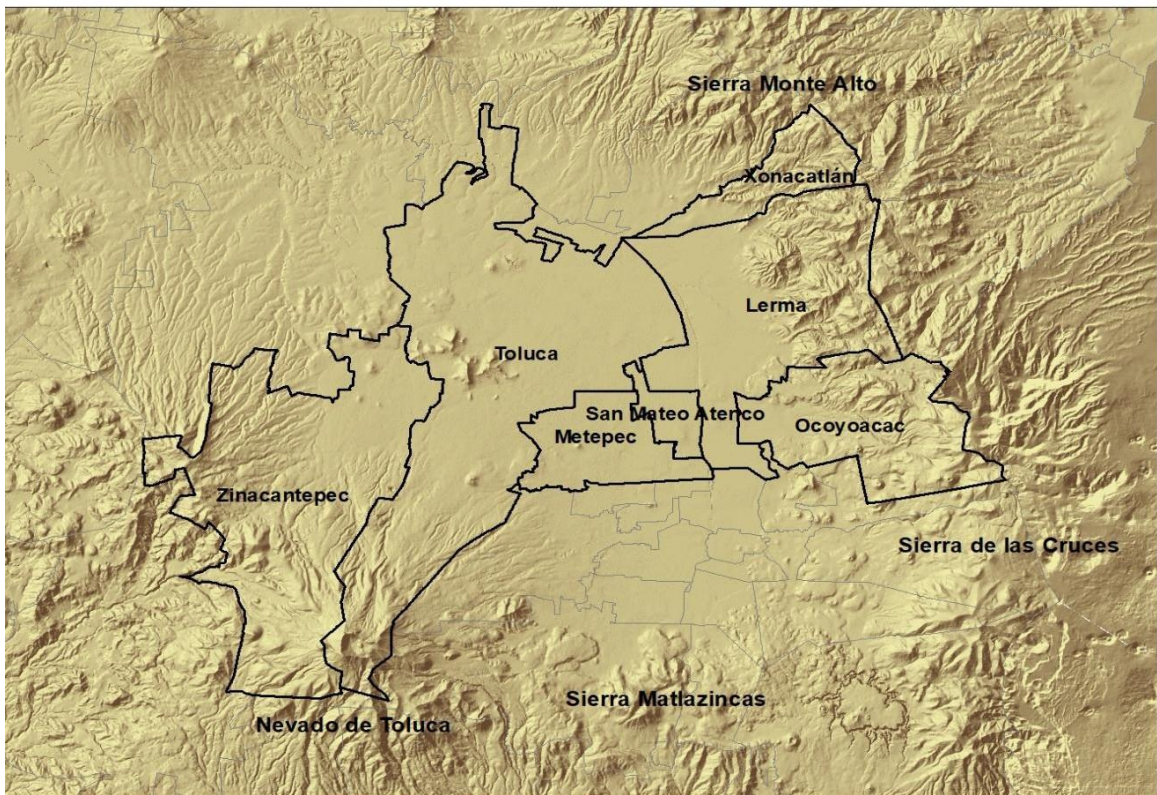 Sierra Monte Alto
Xonacatlán
Lerma
Toluca
San Mateo Atenco
Ocoyoacac
Metepec
Zinacantepec
Sierra de las Cruces
Sierra Matlazincas
Nevado de Toluca